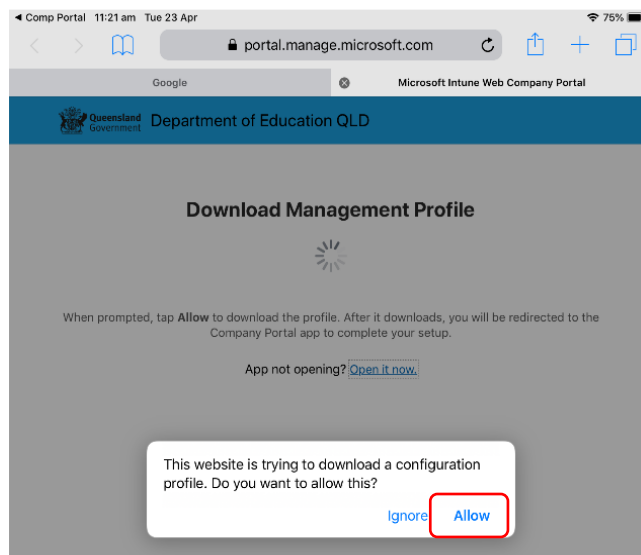 Comp Portal 11:21 am Tue 23 Apr 75%
portal.manage.microsoft.com
Google Microsoft Intune Web Company Portal
Queensland
Government
Department of Education QLD
Download Management Profile
When prompted, tap Allow to download the profile. After it downloads, you will be redirected to the
Company Portal app to complete your setup.
App not opening? Open it now.
This website is trying to download a configuration
profile. Do you want to allow this?
Ignore Allow